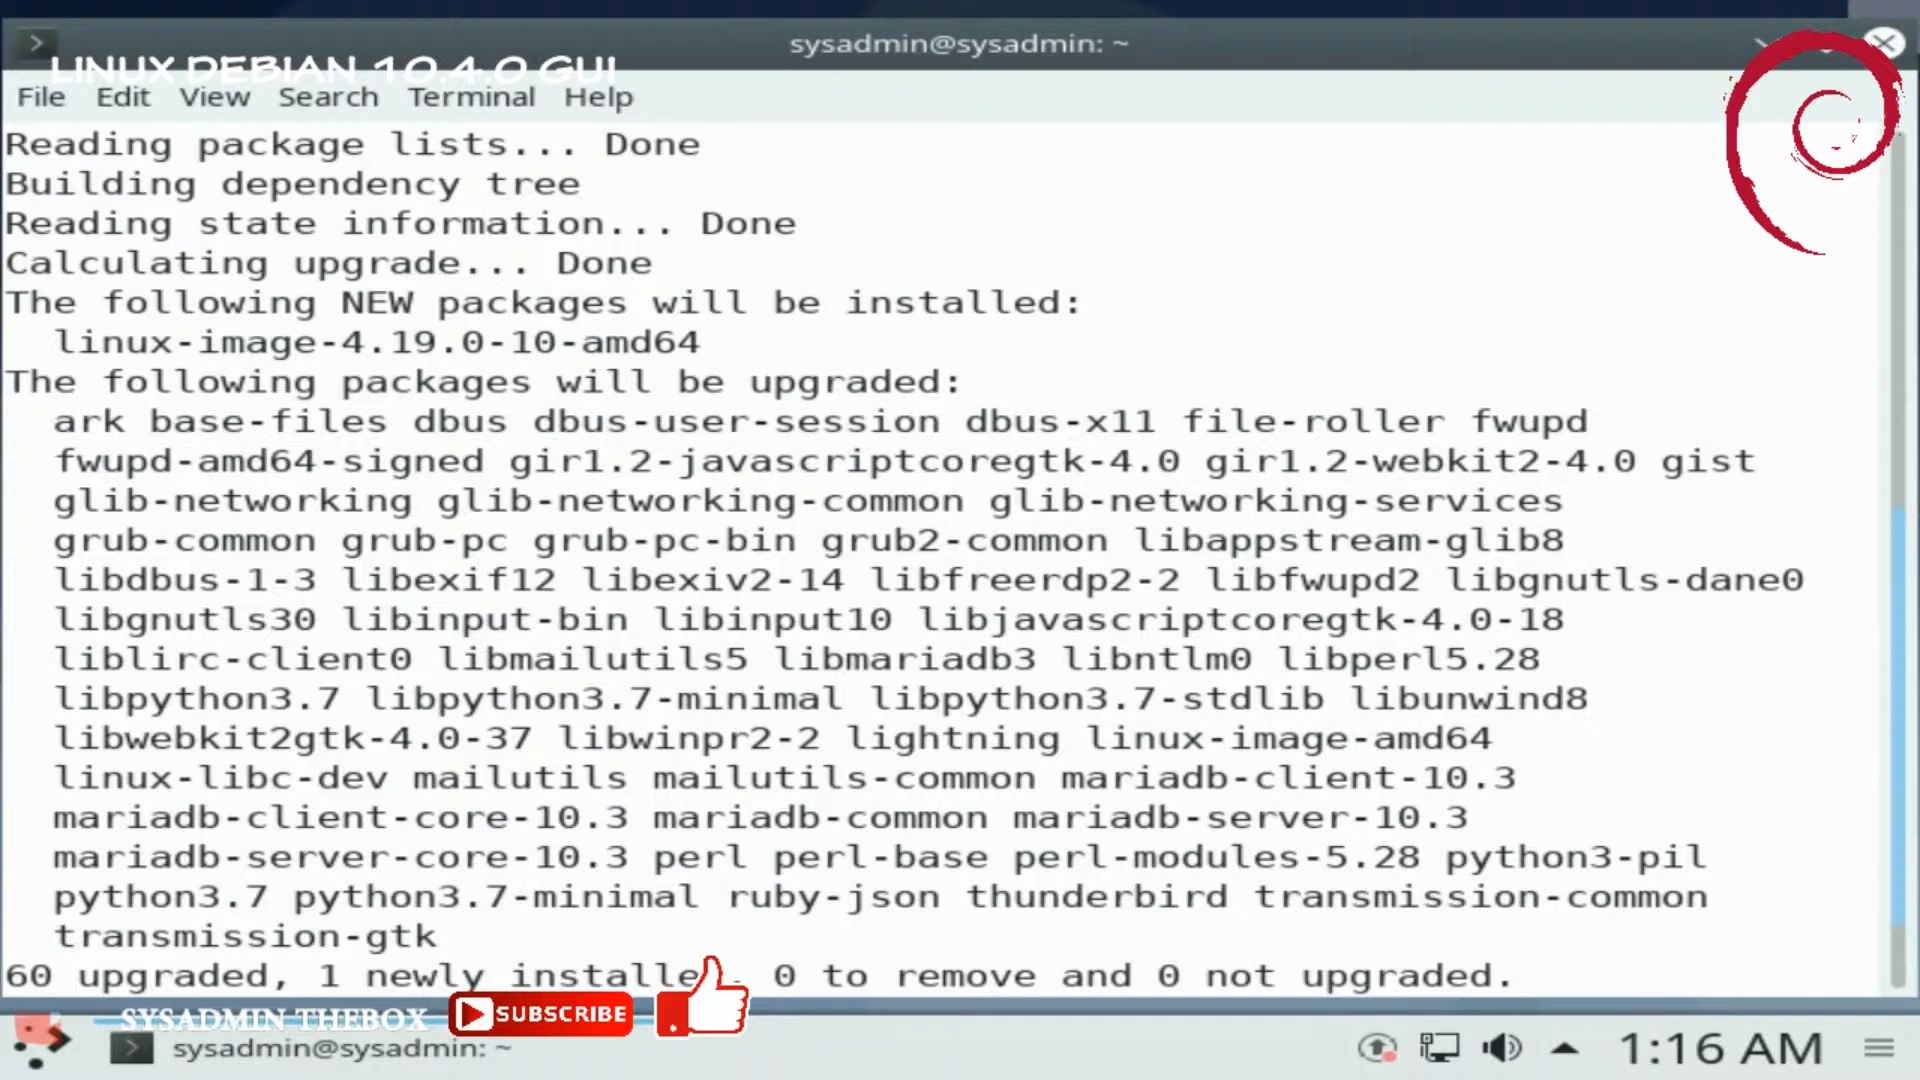 sysadmin@sysadmin: ~
LINUX DEBIAN 10.4.0 GUI
File Edit View Search Terminal Help
Reading package lists... Done
Building dependency tree
Reading state information... Done
Calculating upgrade... Done
The following NEW packages will be installed:
linux-image-4.19.0-10-amd64
The following packages will be upgraded:
ark base-files dbus dbus-user-session dbus-x11 file-roller fwupd
fwupd-amd64-signed gir1.2-javascriptcoregtk-4.0 gir1.2-webkit2-4.0 gist
glib-networking glib-networking-common glib-networking-services
grub-common grub-pc grub-pc-bin grub2-common libappstream-glib8
libdbus-1-3 libexif12 libexiv2-14 libfreerdp2-2 libfwupd2 libgnutls-dane0
libgnutls30 libinput-bin libinput10 libjavascriptcoregtk-4.0-18
liblirc-client0 libmailutils5 libmariadb3 libntlm0 libperl5.28
libpython3.7 libpython3.7-minimal libpython3.7-stdlib libunwind8
libwebkit2gtk-4.0-37 libwinpr2-2 lightning linux-image-amd64
linux-libc-dev mailutils mailutils-common mariadb-client-10.3
mariadb-client-core-10.3 mariadb-common mariadb-server-10.3
mariadb-server-core-10.3 perl perl-base perl-modules-5.28 python3-pil
python3.7 python3.7-minimal ruby-json thunderbird transmission-common
transmission-gtk
60 upgraded, 1 newly installe, 0 to remove and 0 not upgraded.
SYSADMIN THEBOX SUBSCRIBE
sysadmin@sysadmin: ~ 1:16 AM